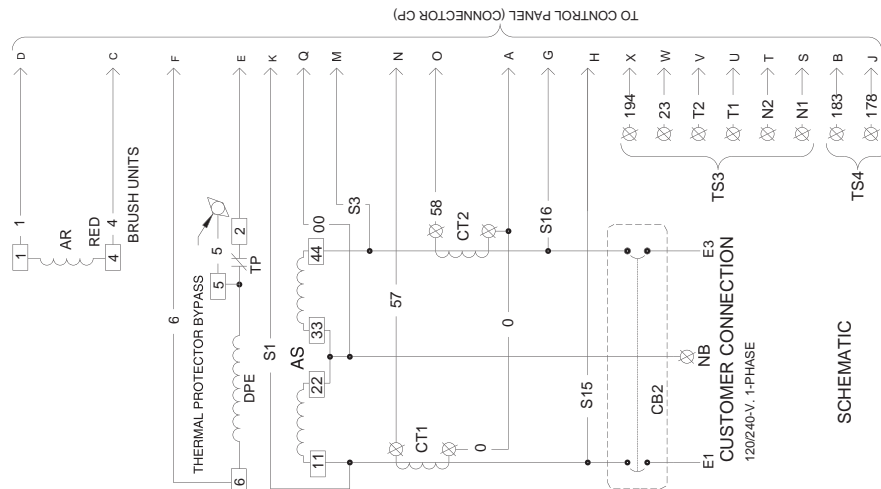 TO CONTROL PANEL (CONNECTOR CP)
D
C
F
E
K
Q
M
N
O
A
G
H
X
W
V
U
T
S
B
J
1
1
AR
RED
4
4
BRUSH UNITS
6
THERMAL PROTECTOR BYPASS
5
5
2
TP
DPE
6
S1
S3
00
44
33
AS
22
11
57
58
CT2
CT1
0
0
S16
S15
194
23
T2
T1
N2
N1
183
178
TS3
TS4
CB2
E3
NB
E1
CUSTOMER CONNECTION
120/240-V. 1-PHASE
SCHEMATIC